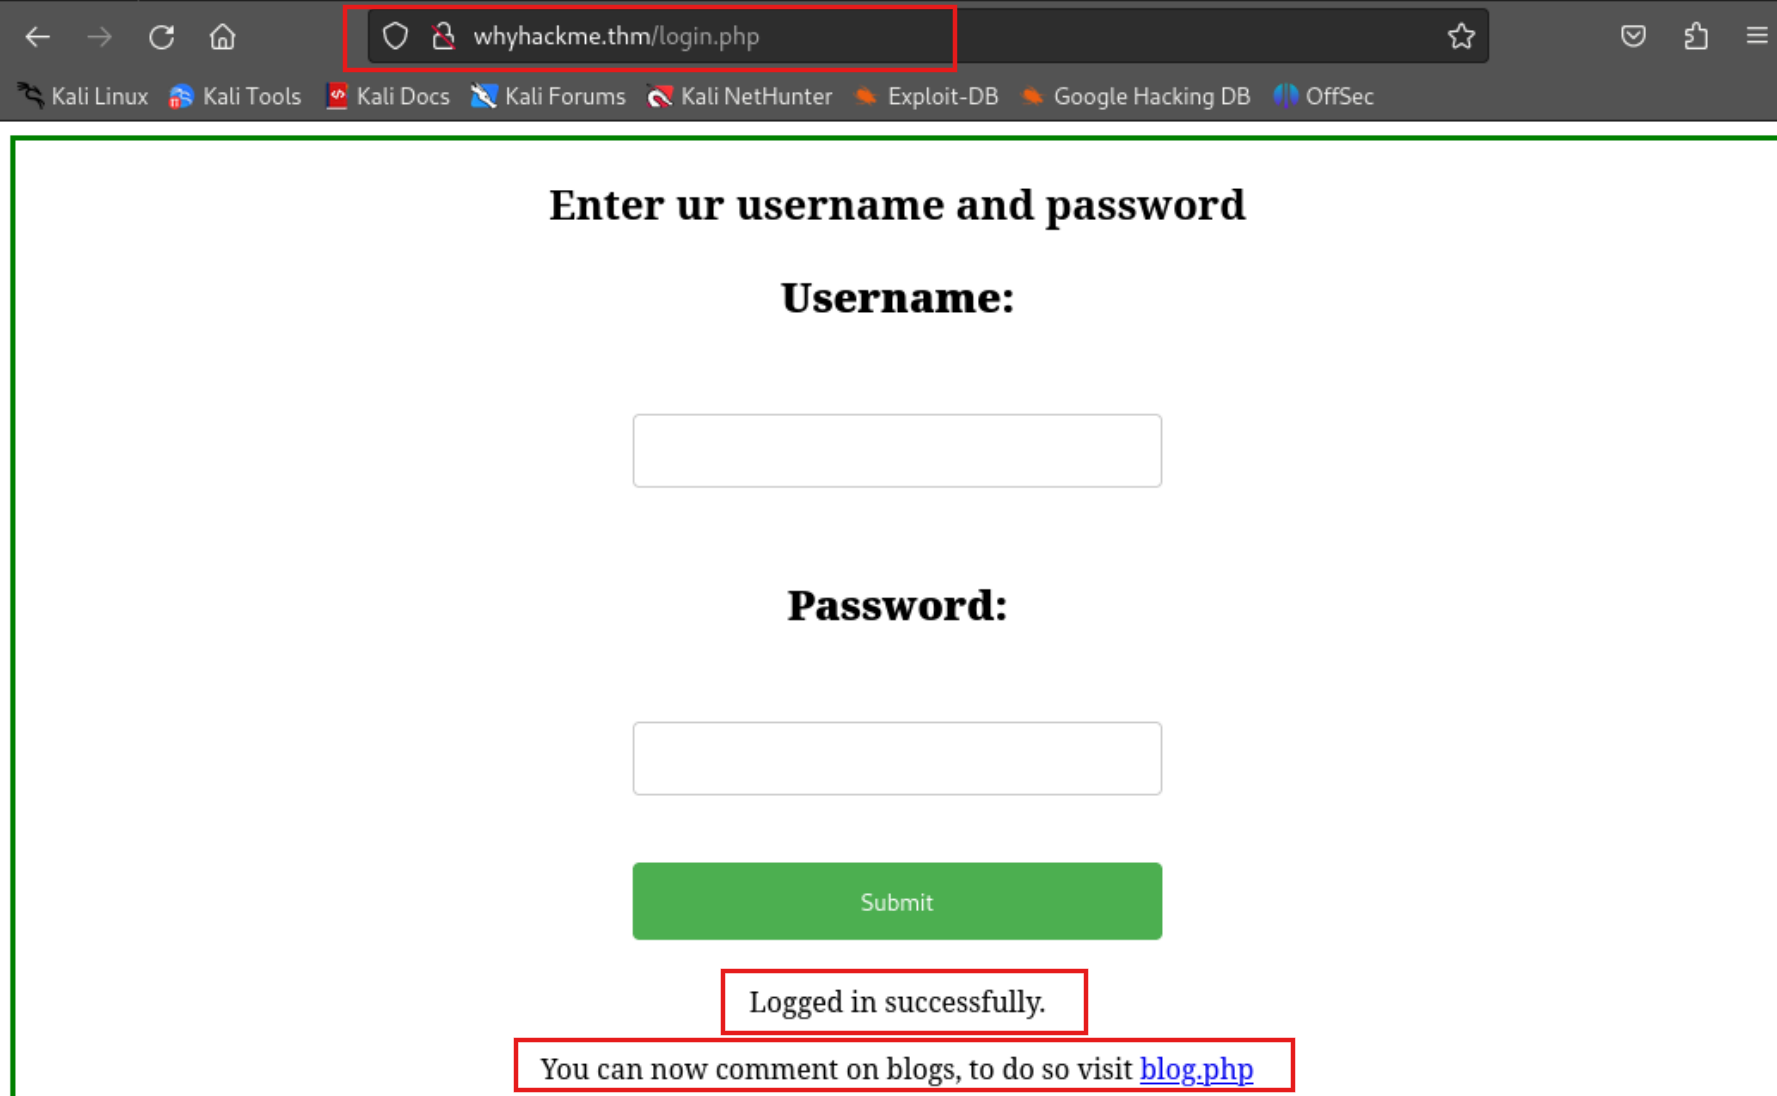 whyhackme.thm/login.php
Kali Linux Kali Tools Kali Docs Kali Forums Kali NetHunter Exploit-DB Google Hacking DB OffSec
Enter ur username and password
Username:
Password:
Submit
Logged in successfully.
You can now comment on blogs, to do so visit blog.php